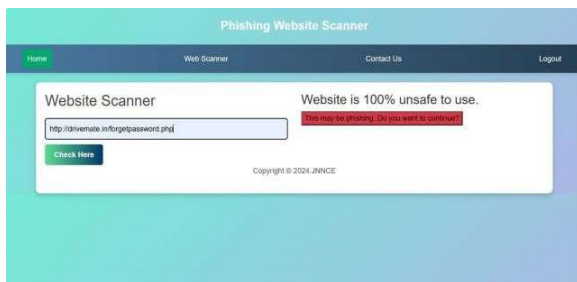 Phishing Website Scanner
Home Web Scanner Contact Us Logout
Website Scanner
http://drivemate.in/forgetpassword.php
Check Here
Website is 100% unsafe to use.
This may be phishing. Do you want to continue?
Copyright © 2024 JNNCE